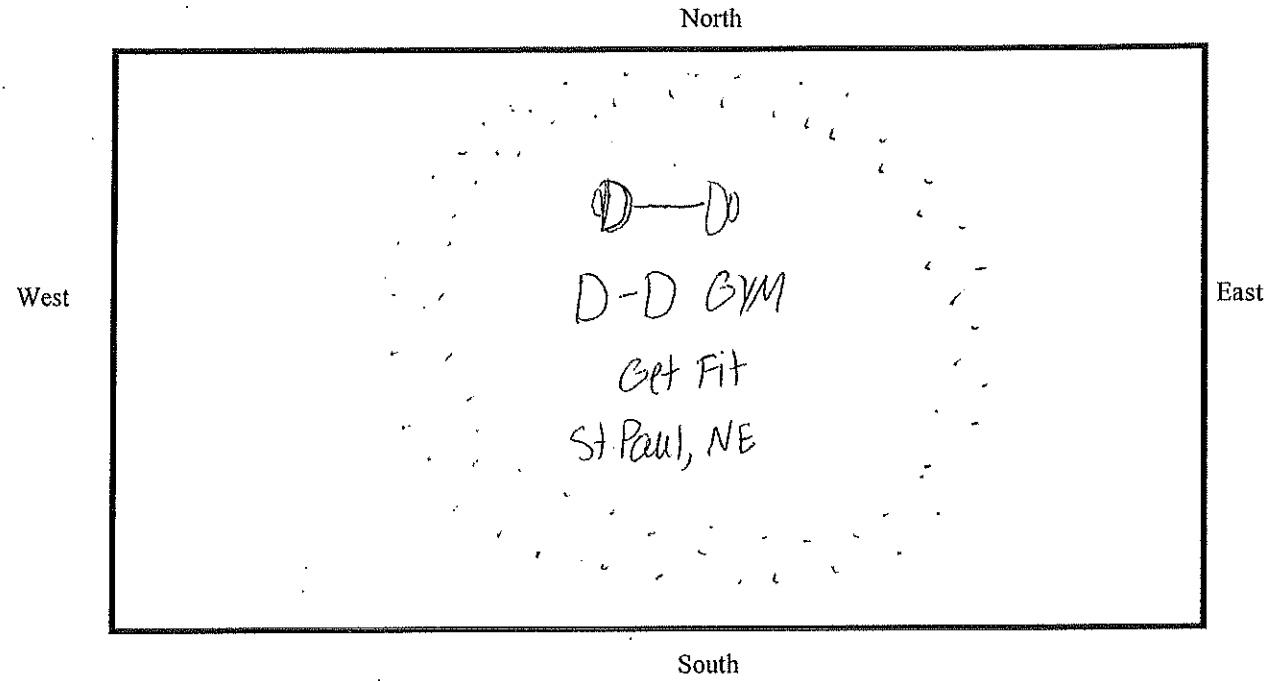 North
West
East
D-D GYM
Get Fit
St. Paul, NE
South